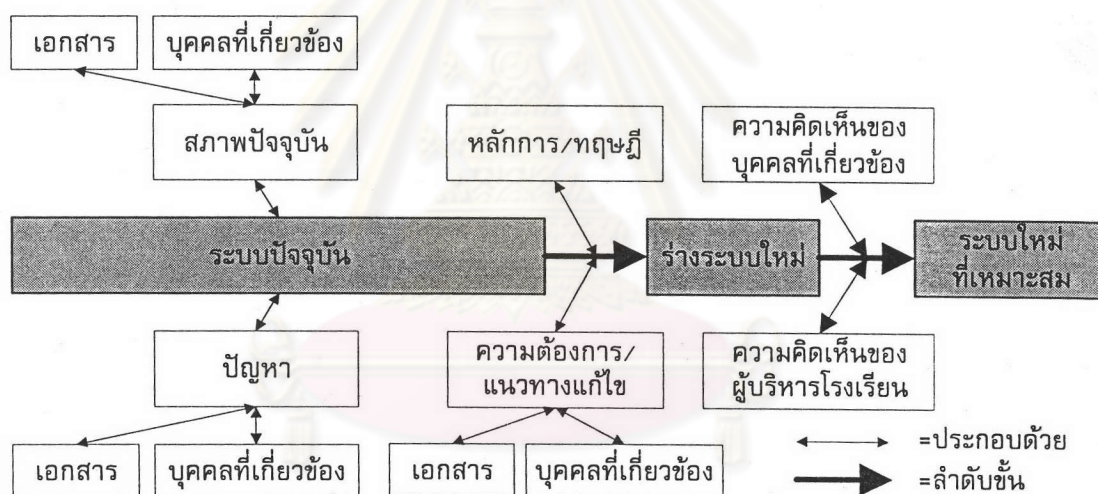 เอกสาร
บุคคลที่เกี่ยวข้อง
สภาพปัจจุบัน
หลักการ/ทฤษฎี
ความคิดเห็นของ
บุคคลที่เกี่ยวข้อง
ระบบปัจจุบัน
ร่างระบบใหม่
ระบบใหม่
ที่เหมาะสม
ปัญหา
ความต้องการ/
แนวทางแก้ไข
ความคิดเห็นของ
ผู้บริหารโรงเรียน
เอกสาร
บุคคลที่เกี่ยวข้อง
เอกสาร
บุคคลที่เกี่ยวข้อง
=ประกอบด้วย
=ลำดับขั้น